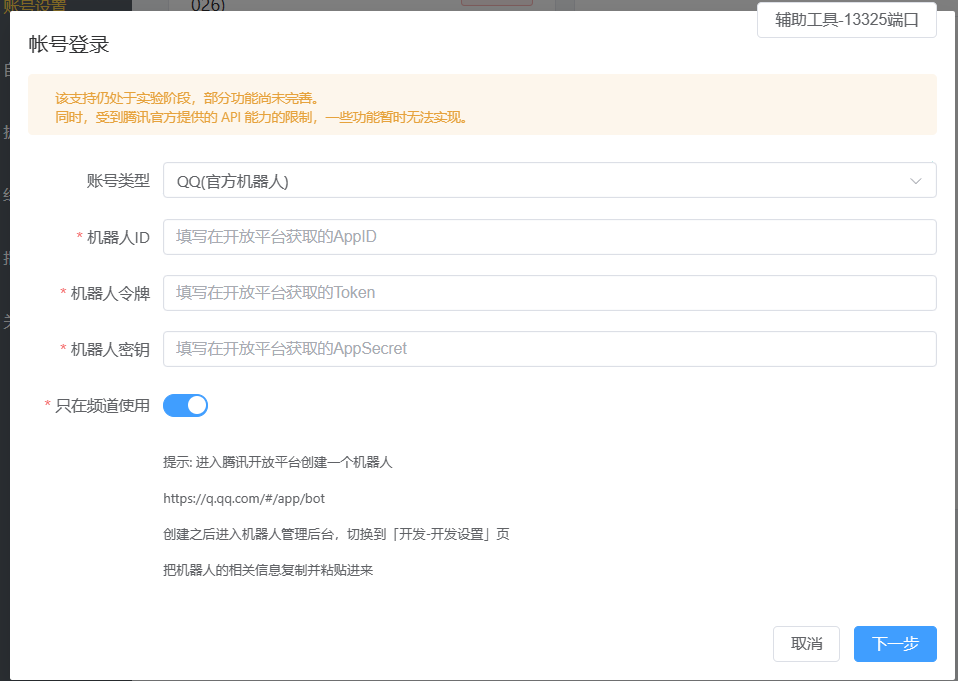 账号设置
026)
辅助工具-13325端口
帐号登录
该支持仍处于实验阶段，部分功能尚未完善。
同时，受到腾讯官方提供的 API 能力的限制，一些功能暂时无法实现。
账号类型
QQ(官方机器人)
* 机器人ID
填写在开放平台获取的AppID
* 机器人令牌
填写在开放平台获取的Token
* 机器人密钥
填写在开放平台获取的AppSecret
* 只在频道使用
提示: 进入腾讯开放平台创建一个机器人
https://q.qq.com/#/app/bot
创建之后进入机器人管理后台，切换到「开发-开发设置」页
把机器人的相关信息复制并粘贴进来
取消
下一步